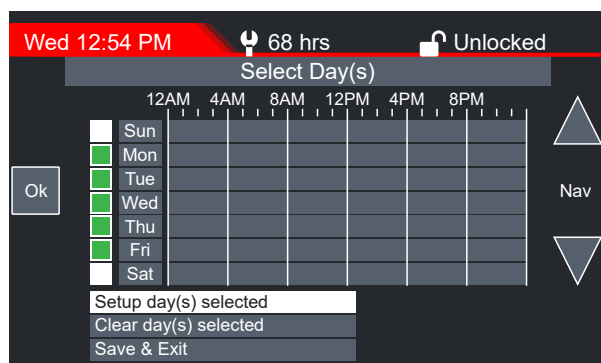 Wed 12:54 PM 68 hrs Unlocked
Select Day(s)
12AM 4AM 8AM 12PM 4PM 8PM
Sun
Mon
Tue
Ok Wed Nav
Thu
Fri
Sat
Setup day(s) selected
Clear day(s) selected
Save & Exit